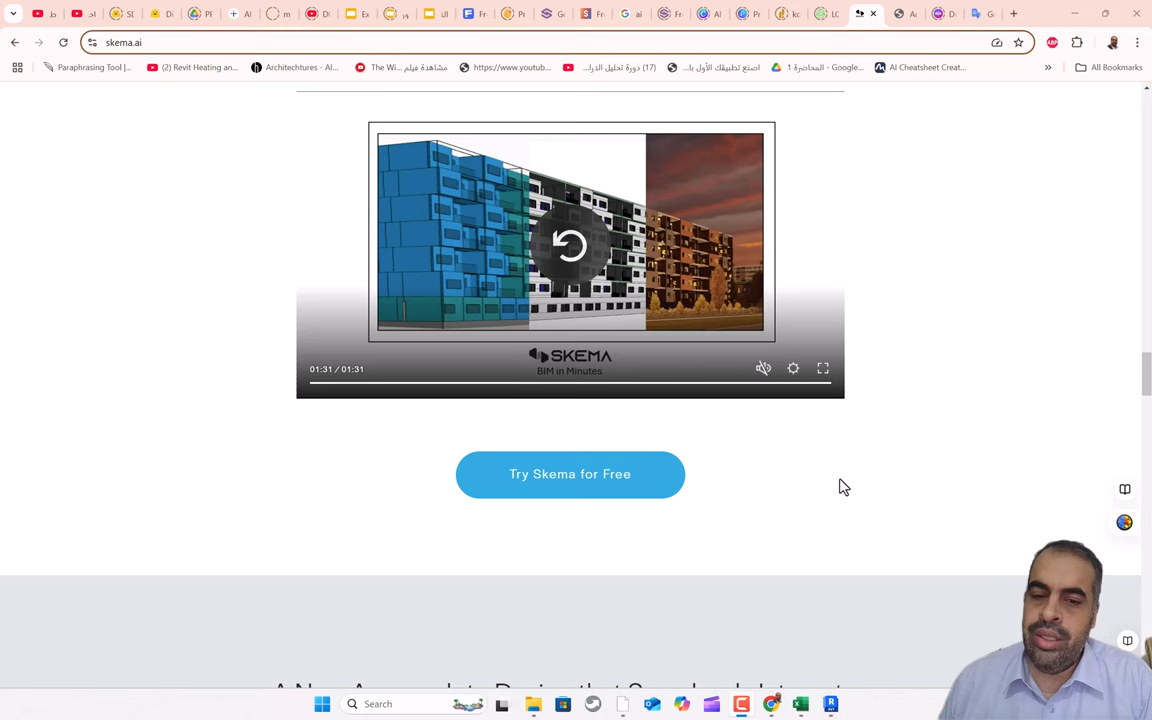 skema.ai
Paraphrasing Tool |...
(2) Revit Heating an...
Architechtures - AI...
The Wi... مشاهدة فيلم
https://www.youtub...
(17) دورة تحليل الدرا...
اصنع تطبيقك الأول با...
المحاضرة 1 - Google...
AI Cheatsheet Creat...
»
All Bookmarks
SKEMA
BIM in Minutes
01:31 / 01:31
Try Skema for Free
Search